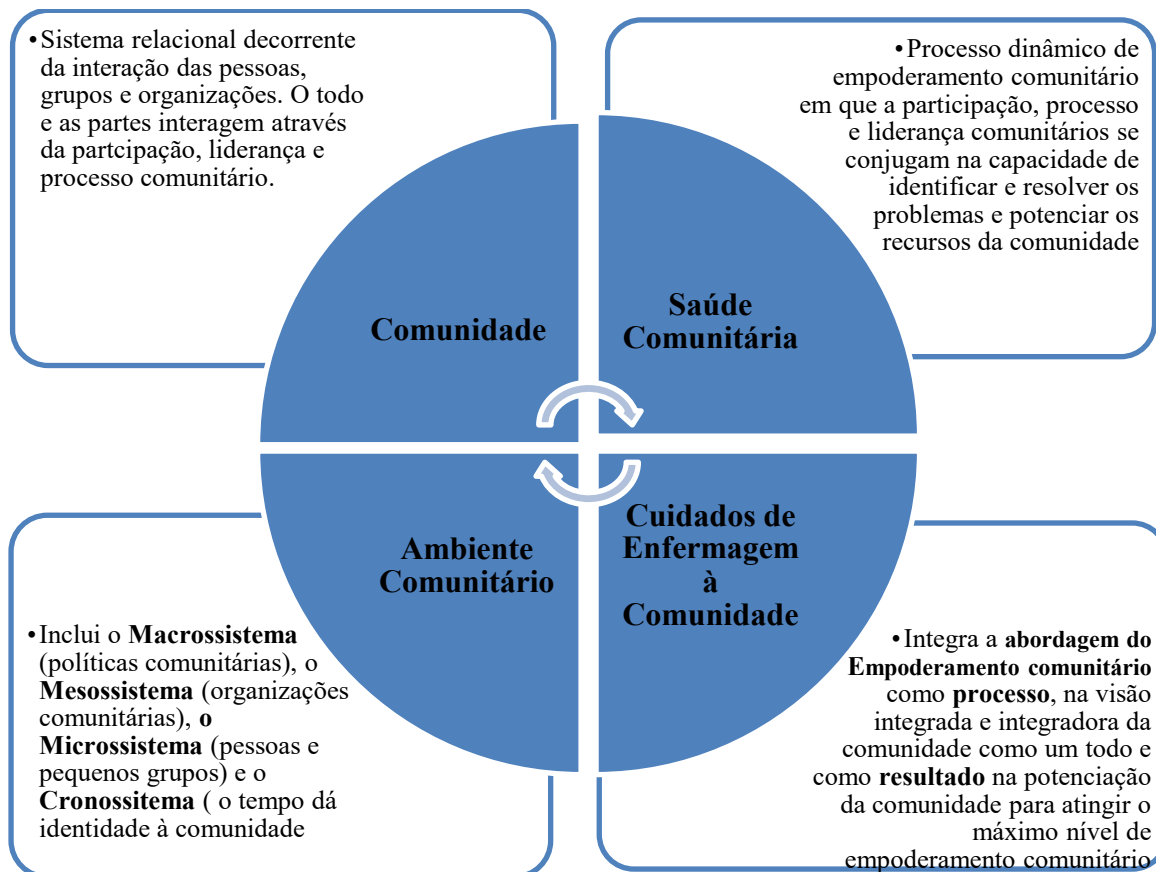 •Sistema relacional decorrente
da interação das pessoas,
grupos e organizações. O todo
e as partes interagem através
da partcipação, liderança e
processo comunitário.
•Processo dinâmico de
empoderamento comunitário
em que a participação, processo
e liderança comunitários se
conjugam na capacidade de
identificar e resolver os
problemas e potenciar os
recursos da comunidade
Comunidade
Saúde
Comunitária
Ambiente
Comunitário
Cuidados de
Enfermagem
à
Comunidade
•Inclui o Macrossistema
(políticas comunitárias), o
Mesossistema (organizações
comunitárias), o
Microssistema (pessoas e
pequenos grupos) e o
Cronossitema ( o tempo dá
identidade à comunidade
•Integra a abordagem do
Empoderamento comunitário
como processo, na visão
integrada e integradora da
comunidade como um todo e
como resultado na potenciação
da comunidade para atingir o
máximo nível de
empoderamento comunitário